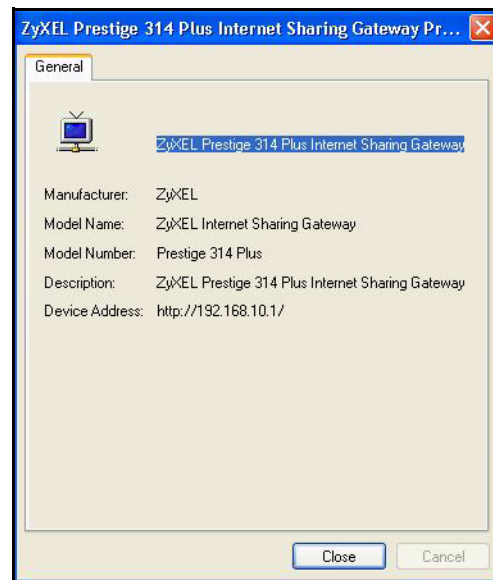 ZyXEL Prestige 314 Plus Internet Sharing Gateway Pr...
General
ZyXEL Prestige 314 Plus Internet Sharing Gateway
Manufacturer: ZyXEL
Model Name: ZyXEL Internet Sharing Gateway
Model Number: Prestige 314 Plus
Description: ZyXEL Prestige 314 Plus Internet Sharing Gateway
Device Address: http://192.168.10.1/
Close Cancel